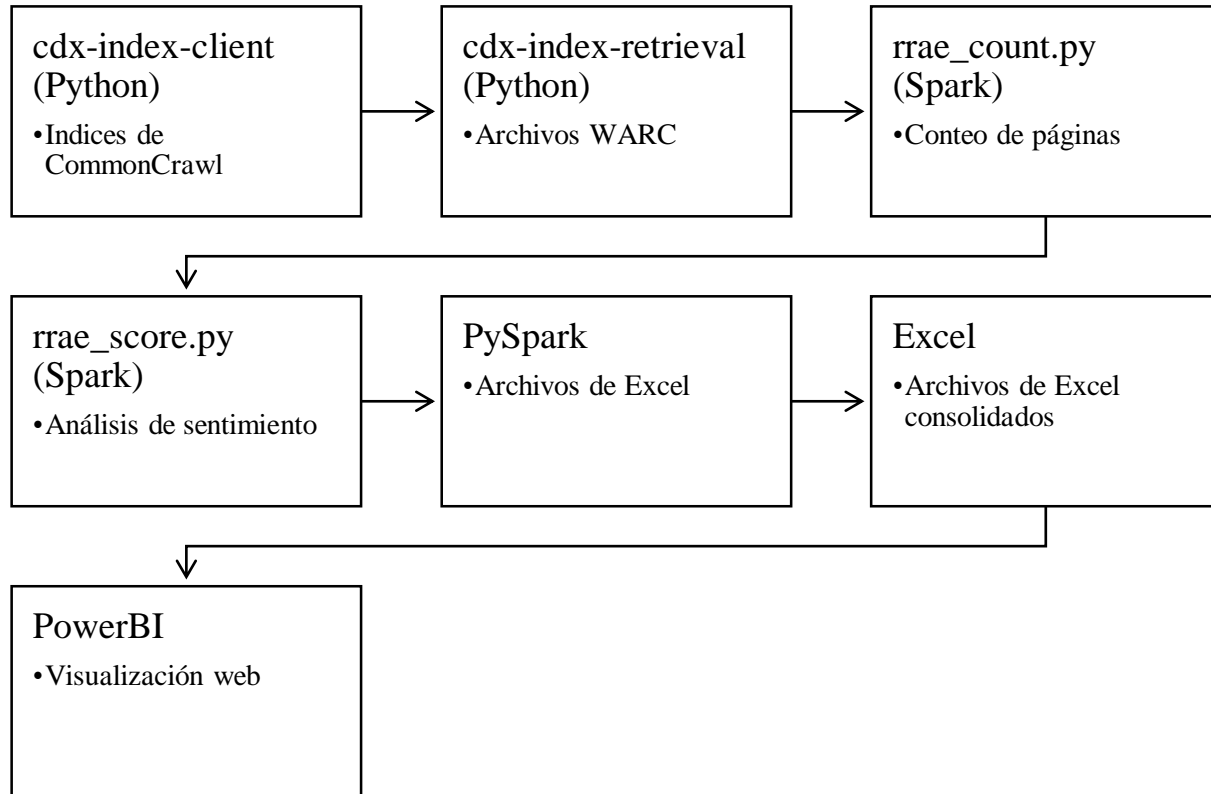 cdx-index-client
(Python)
•Indices de
CommonCrawl
cdx-index-retrieval
(Python)
•Archivos WARC
rrae_count.py
(Spark)
•Conteo de páginas
rrae_score.py
(Spark)
•Análisis de sentimiento
PySpark
•Archivos de Excel
Excel
•Archivos de Excel
consolidados
PowerBI
•Visualización web